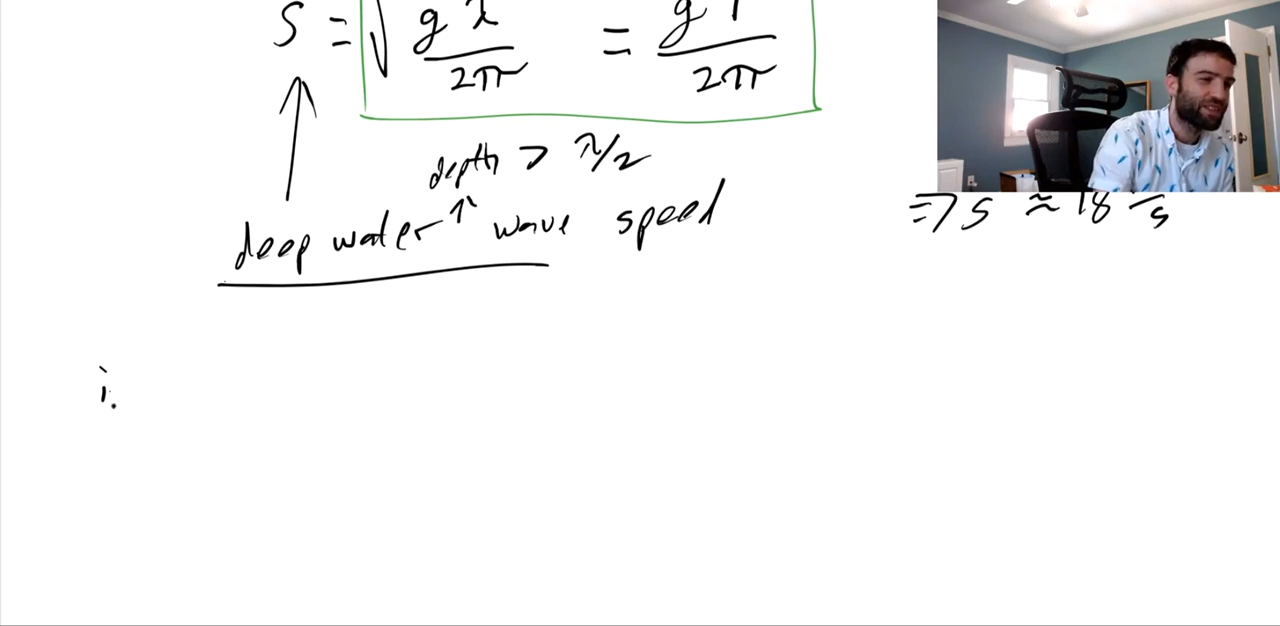 S = √gλ/2π = gT/2π
depth > λ/2
deep water ↑ wave speed
⇒ s ≈ 18 m/s
i.